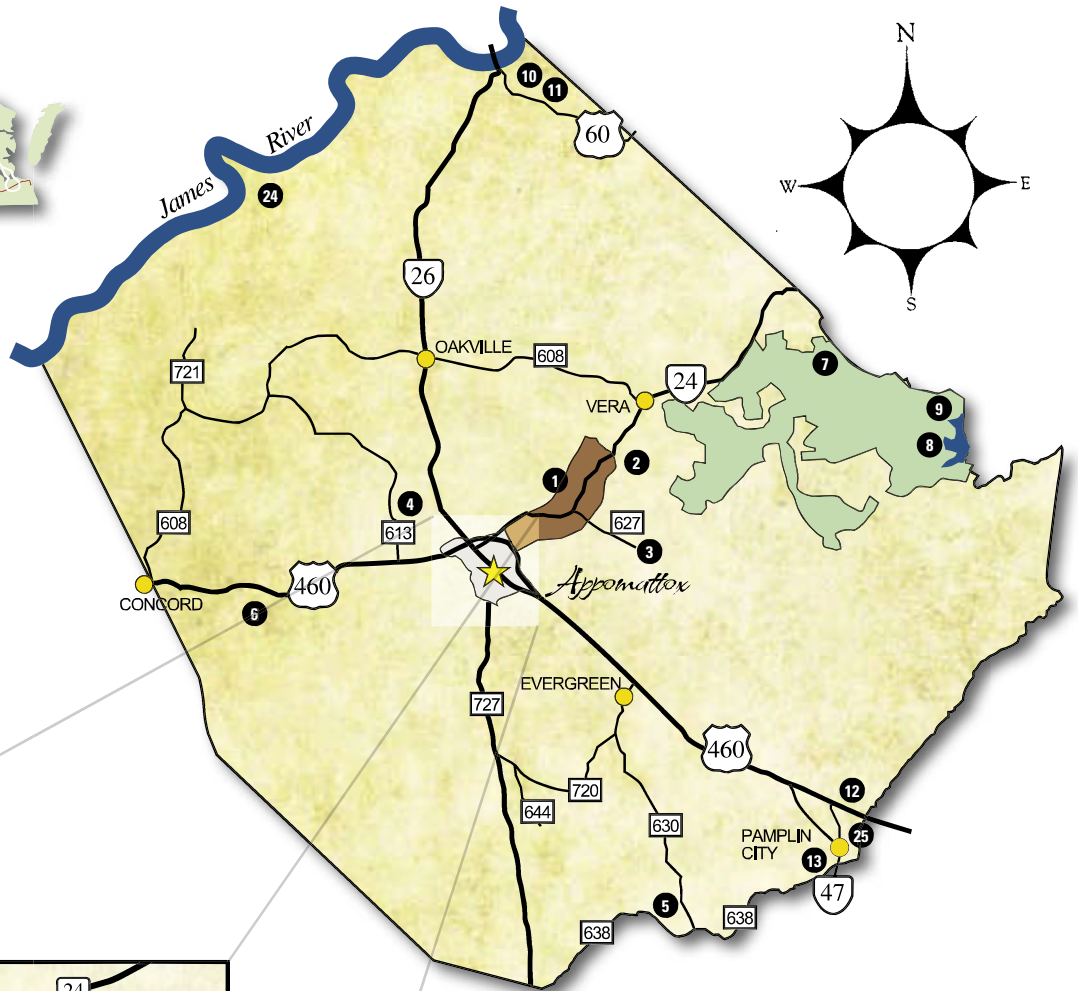 N
W
E
S
10
11
60
James River
24
26
OAKVILLE
608
721
24
7
VERA
9
8
2
1
4
608
613
627
3
460
Appomattox
CONCORD
6
EVERGREEN
727
460
720
12
644
630
PAMPLIN
CITY
25
13
47
5
638
638
24